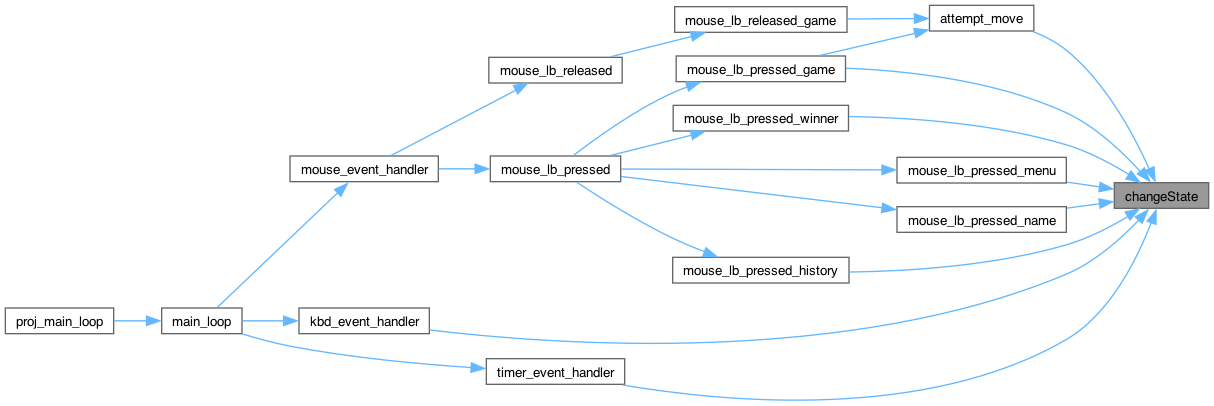 mouse_lb_released_game
attempt_move
mouse_lb_released
mouse_lb_pressed_game
mouse_lb_pressed_winner
mouse_event_handler
mouse_lb_pressed
mouse_lb_pressed_menu
changeState
mouse_lb_pressed_name
mouse_lb_pressed_history
proj_main_loop
main_loop
kbd_event_handler
timer_event_handler